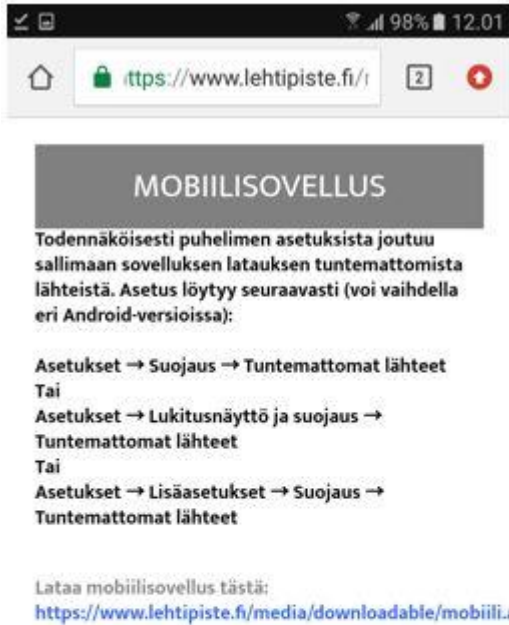 98% 12.01
ttps://www.lehtipiste.fi/r
2
MOBIILISOVELLUS
Todennäköisesti puhelimen asetuksista joutuu
sallimaan sovelluksen latauksen tuntemattomista
lähteistä. Asetus löytyy seuraavasti (voi vaihdella
eri Android-versioissa):
Asetukset → Suojaus → Tuntemattomat lähteet
Tai
Asetukset → Lukitusnäyttö ja suojaus →
Tuntemattomat lähteet
Tai
Asetukset → Lisäasetukset → Suojaus →
Tuntemattomat lähteet
Lataa mobiilisovellus tästä:
https://www.lehtipiste.fi/media/downloadable/mobiili.a